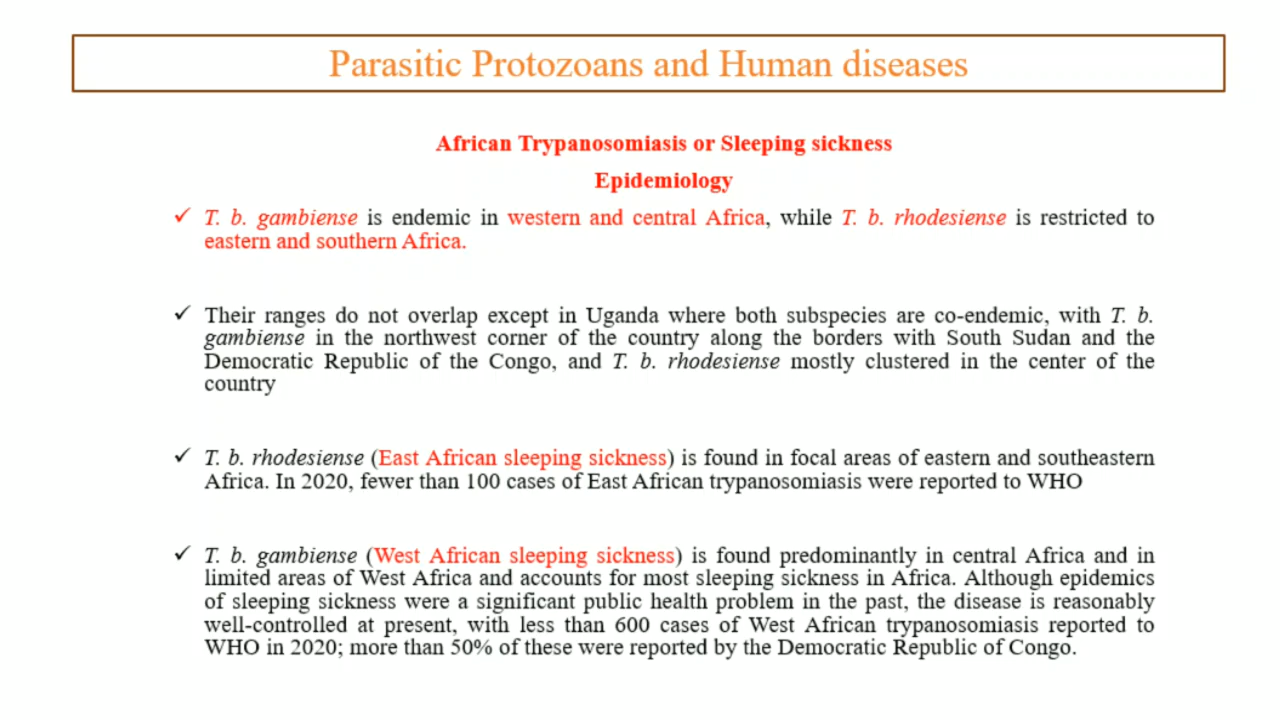 Parasitic Protozoans and Human diseases
African Trypanosomiasis or Sleeping sickness
Epidemiology
✓ T. b. gambiense is endemic in western and central Africa, while T. b. rhodesiense is restricted to
eastern and southern Africa.
✓ Their ranges do not overlap except in Uganda where both subspecies are co-endemic, with T. b.
gambiense in the northwest corner of the country along the borders with South Sudan and the
Democratic Republic of the Congo, and T. b. rhodesiense mostly clustered in the center of the
country
✓ T. b. rhodesiense (East African sleeping sickness) is found in focal areas of eastern and southeastern
Africa. In 2020, fewer than 100 cases of East African trypanosomiasis were reported to WHO
✓ T. b. gambiense (West African sleeping sickness) is found predominantly in central Africa and in
limited areas of West Africa and accounts for most sleeping sickness in Africa. Although epidemics
of sleeping sickness were a significant public health problem in the past, the disease is reasonably
well-controlled at present, with less than 600 cases of West African trypanosomiasis reported to
WHO in 2020; more than 50% of these were reported by the Democratic Republic of Congo.